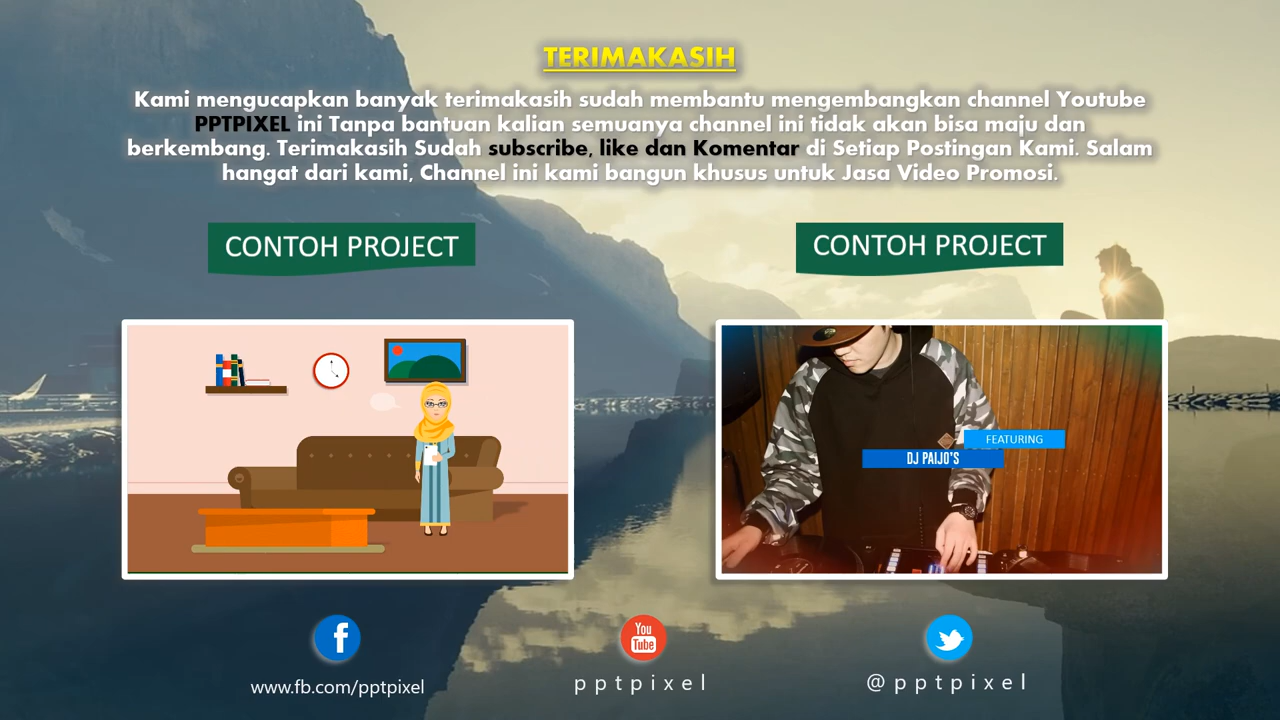 TERIMAKASIH
Kami mengucapkan banyak terimakasih sudah membantu mengembangkan channel Youtube
PPTPIXEL ini Tanpa bantuan kalian semuanya channel ini tidak akan bisa maju dan
berkembang. Terimakasih Sudah subscribe, like dan Komentar di Setiap Postingan Kami. Salam
hangat dari kami, Channel ini kami bangun khusus untuk Jasa Video Promosi.
CONTOH PROJECT
CONTOH PROJECT
FEATURING
DJ PAIJO'S
f
You
Tube
www.fb.com/pptpixel
pptpixel
@pptpixel